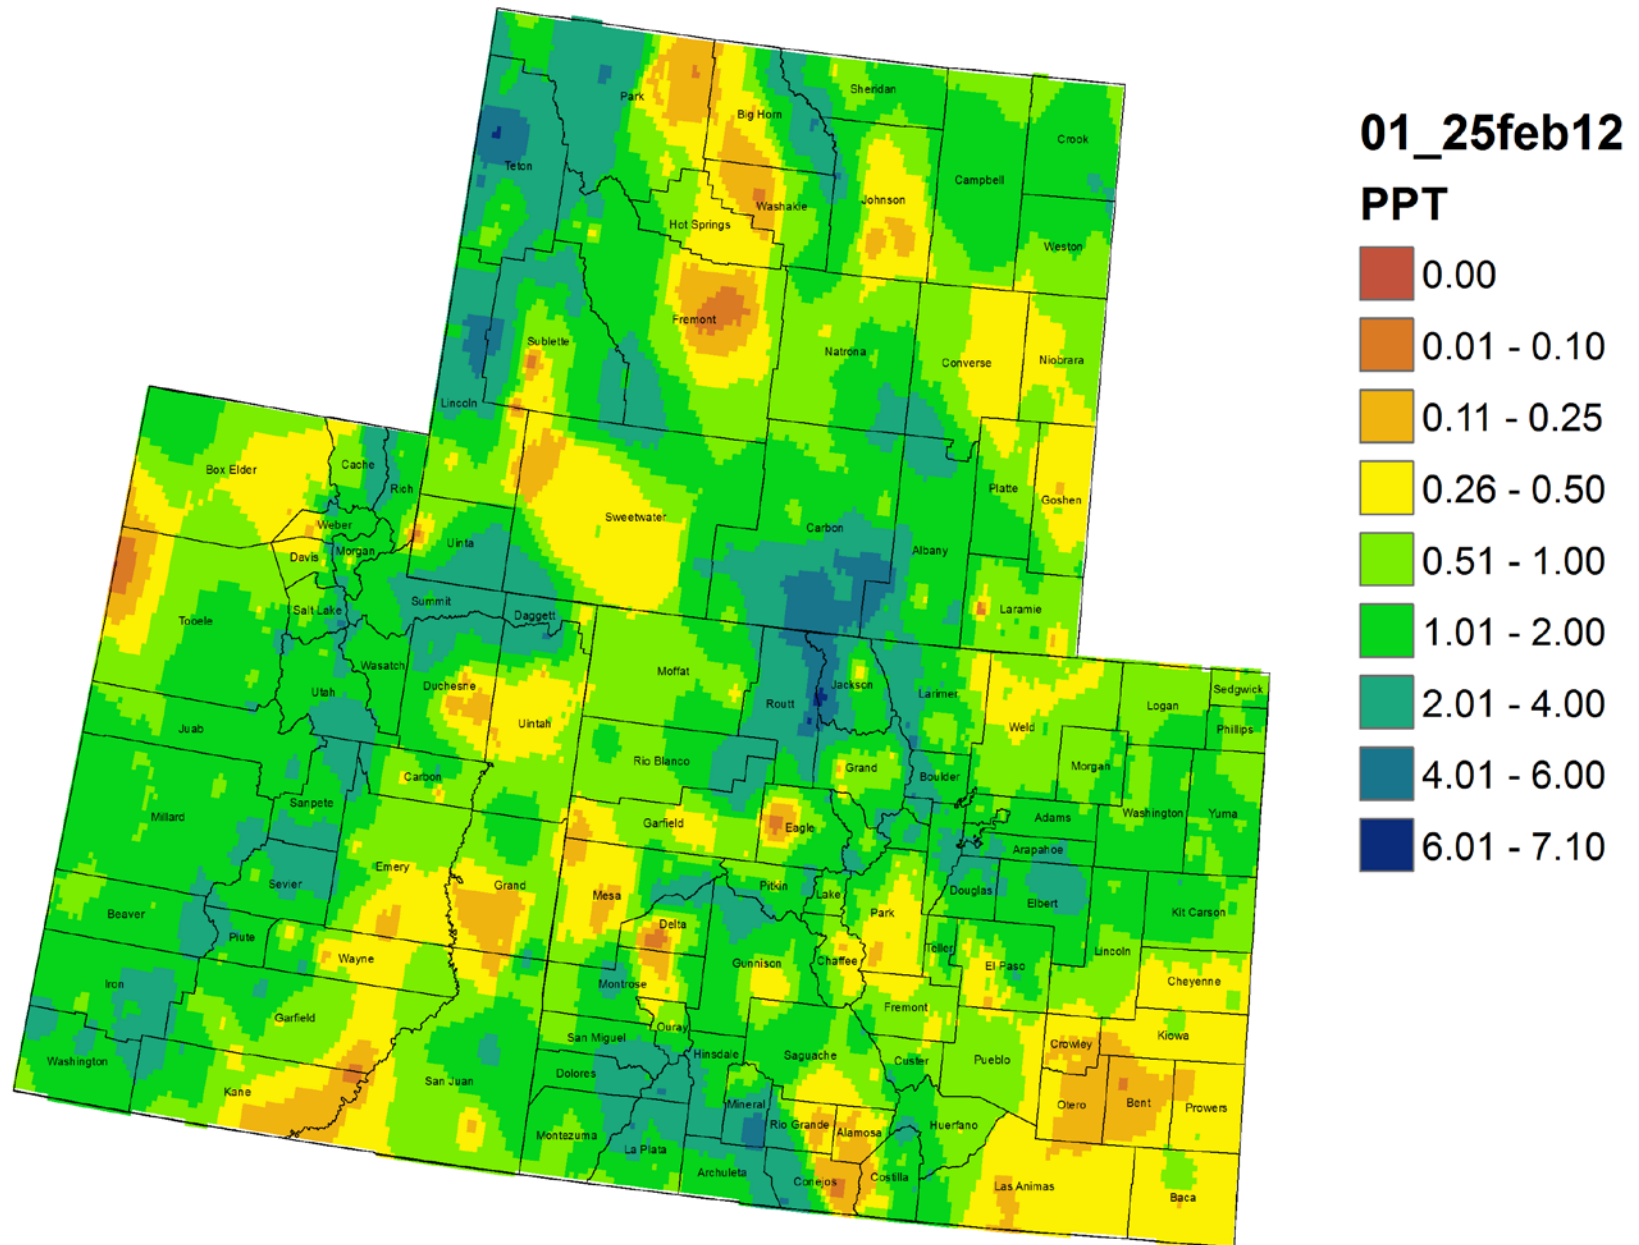 01_25feb12
PPT
0.00
0.01 - 0.10
0.11 - 0.25
0.26 - 0.50
0.51 - 1.00
1.01 - 2.00
2.01 - 4.00
4.01 - 6.00
6.01 - 7.10
Park
Sheridan
Big Horn
Crook
Teton
Campbell
Washakie
Johnson
Hot Springs
Weston
Fremont
Sublette
Natrona
Converse
Niobrara
Lincoln
Box Elder
Cache
Rich
Platte
Goshen
Sweetwater
Weber
Carbon
Uinta
Morgan
Davis
Albany
Summit
Daggett
Salt Lake
Laramie
Tooele
Wasatch
Moffat
Utah
Duchesne
Jackson
Larimer
Sedgwick
Routt
Logan
Uintah
Juab
Weld
Phillips
Rio Blanco
Grand
Morgan
Carbon
Boulder
Sanpete
Millard
Garfield
Eagle
Adams
Washington
Yuma
Arapahoe
Emery
Sevier
Grand
Pitkin
Lake
Mesa
Douglas
Elbert
Beaver
Park
Kit Carson
Delta
Piute
Teller
Lincoln
Wayne
Gunnison
Chaffee
El Paso
Iron
Montrose
Cheyenne
Garfield
Fremont
Ouray
San Miguel
Kiowa
Crowley
Hinsdale
Saguache
Custer
Pueblo
Washington
Dolores
San Juan
Kane
Mineral
Otero
Bent
Prowers
Rio Grande
Alamosa
Huerfano
Montezuma
La Plata
Archuleta
Conejos
Costilla
Las Animas
Baca